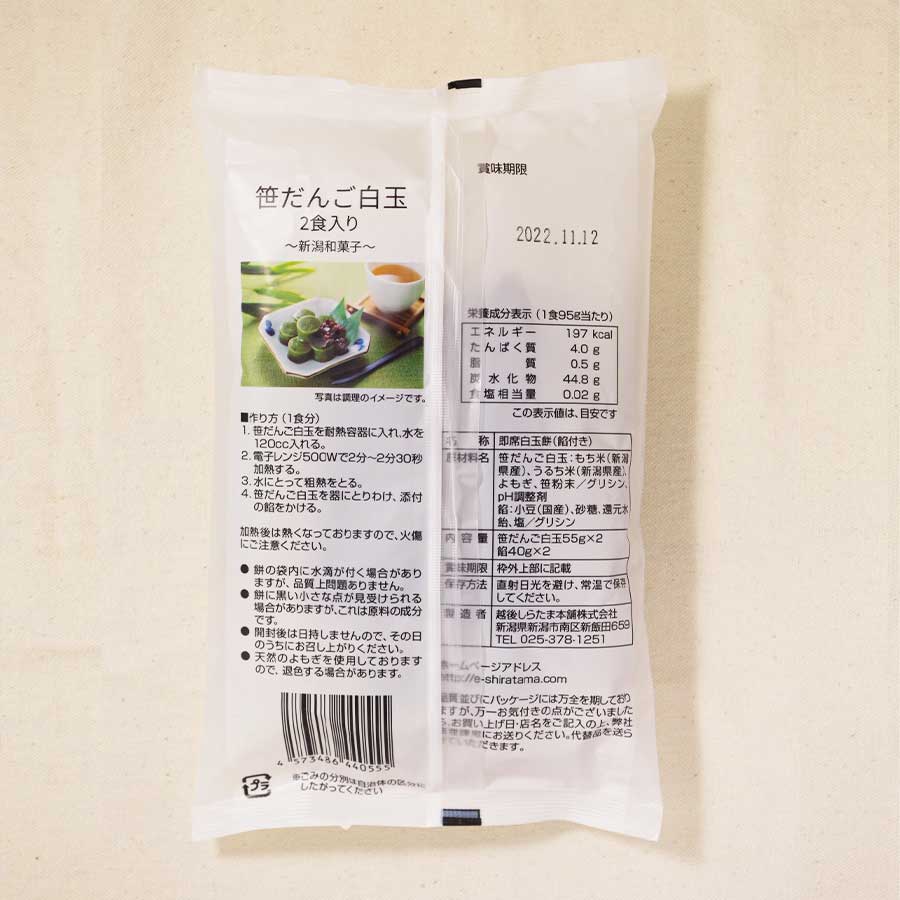 笹だんご白玉
2食入り
～新潟和菓子～
写真は調理のイメージです。
■作り方（1食分）
1. 笹だんご白玉を耐熱容器に入れ、水を
120cc入れる。
2. 電子レンジ500Wで2分～2分30秒
加熱する。
3. 水にとって粗熱をとる。
4. 笹だんご白玉を器にとりわけ、添付
の餡をかける。
加熱後は熱くなっておりますので、火傷
にご注意ください。
● 餅の袋内に水滴が付く場合があり
ますが、品質上問題ありません。
● 餅に黒い小さな点が見受けられる
場合がありますが、これは原料の成分
です。
● 開封後は日持しませんので、その日
のうちにお召し上がりください。
● 天然のよもぎを使用しております
ので、退色する場合があります。
4 573486 440555
プラ
※ごみの分別は自治体の区分に
したがってください
賞味期限
2022.11.12
栄養成分表示（1食95g当たり）
エネルギー 197 kcal
たんぱく質 4.0 g
脂質 0.5 g
炭水化物 44.8 g
食塩相当量 0.02 g
この表示値は、目安です
名称 即席白玉餅（餡付き）
原材料名 笹だんご白玉：もち米（新潟
県産）、うるち米（新潟県産）、
よもぎ、笹粉末／グリシン、
pH調整剤
餡：小豆（国産）、砂糖、還元水
飴、塩／グリシン
内容量 笹だんご白玉55g×2
餡40g×2
賞味期限 枠外上部に記載
保存方法 直射日光を避け、常温で保存
してください。
製造者 越後しらたま本舗株式会社
新潟県新潟市南区新飯田659
TEL 025-378-1251
ホームページアドレス
http://e-shiratama.com
品質並びにパッケージには万全を期しており
ますが、万一お気付きの点がございました
ら、お買い上げ日・店名をご記入の上、弊社
にお送りください。代替品を送ら
せていただきます。